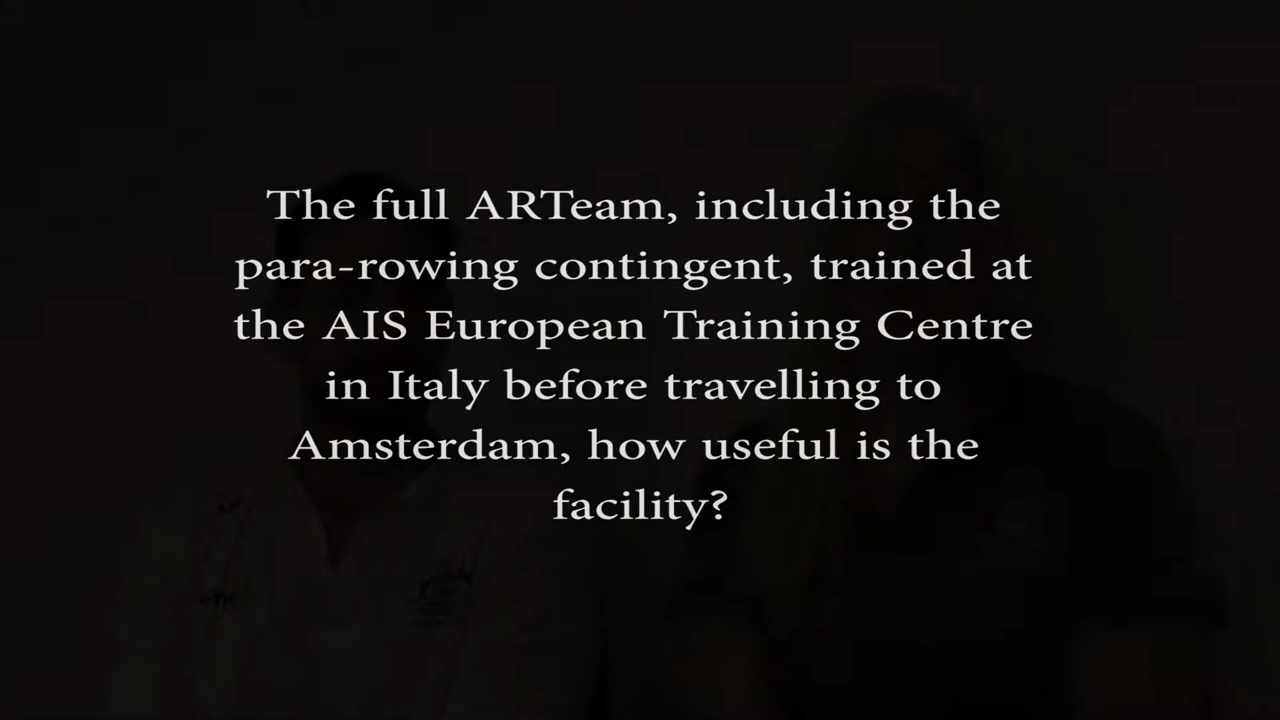 The full ARTeam, including the
para-rowing contingent, trained at
the AIS European Training Centre
in Italy before travelling to
Amsterdam, how useful is the
facility?